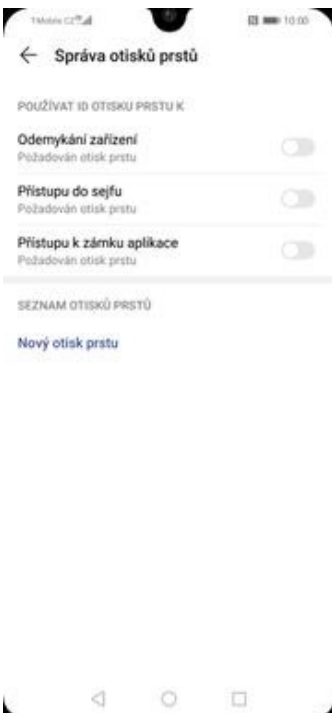 T-Mobile CZ
10:00
Správa otisků prstů
POUŽÍVAT ID OTISKU PRSTU K
Odemykání zařízení
Požadován otisk prstu
Přístupu do sejfu
Požadován otisk prstu
Přístupu k zámku aplikace
Požadován otisk prstu
SEZNAM OTISKŮ PRSTŮ
Nový otisk prstu